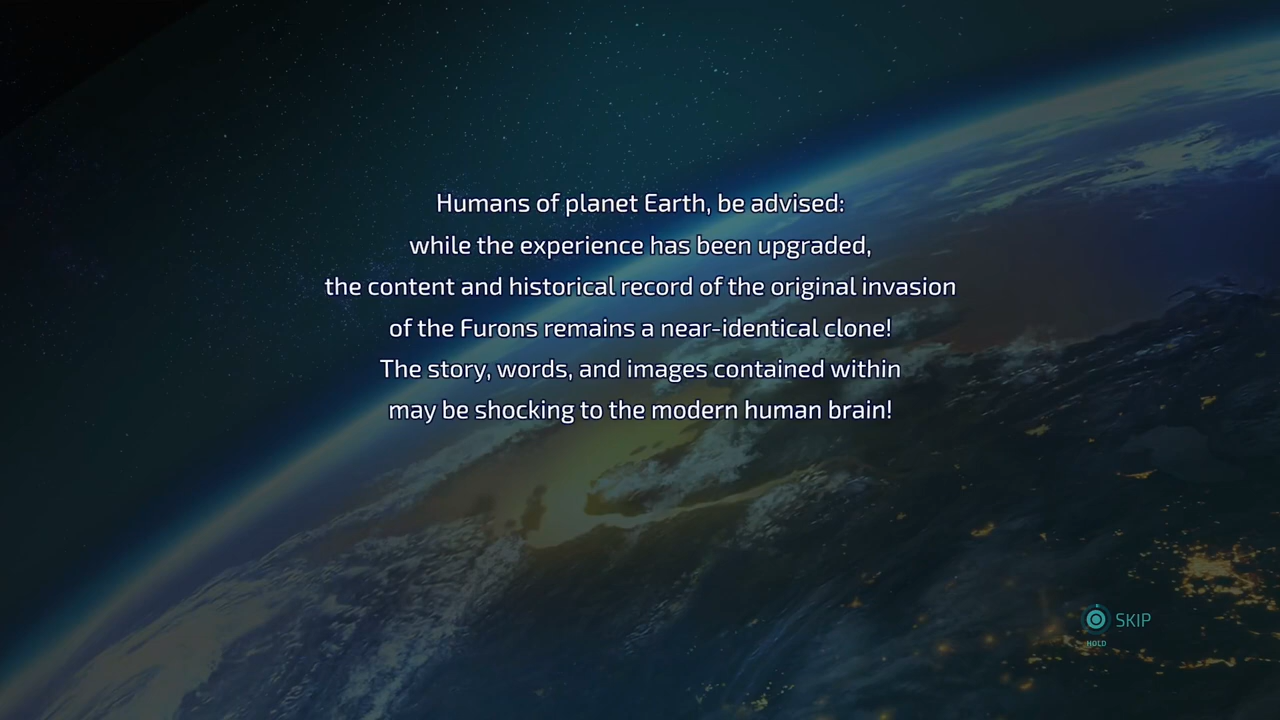 Humans of planet Earth, be advised:
while the experience has been upgraded,
the content and historical record of the original invasion
of the Furons remains a near-identical clone!
The story, words, and images contained within
may be shocking to the modern human brain!
SKIP
HOLD